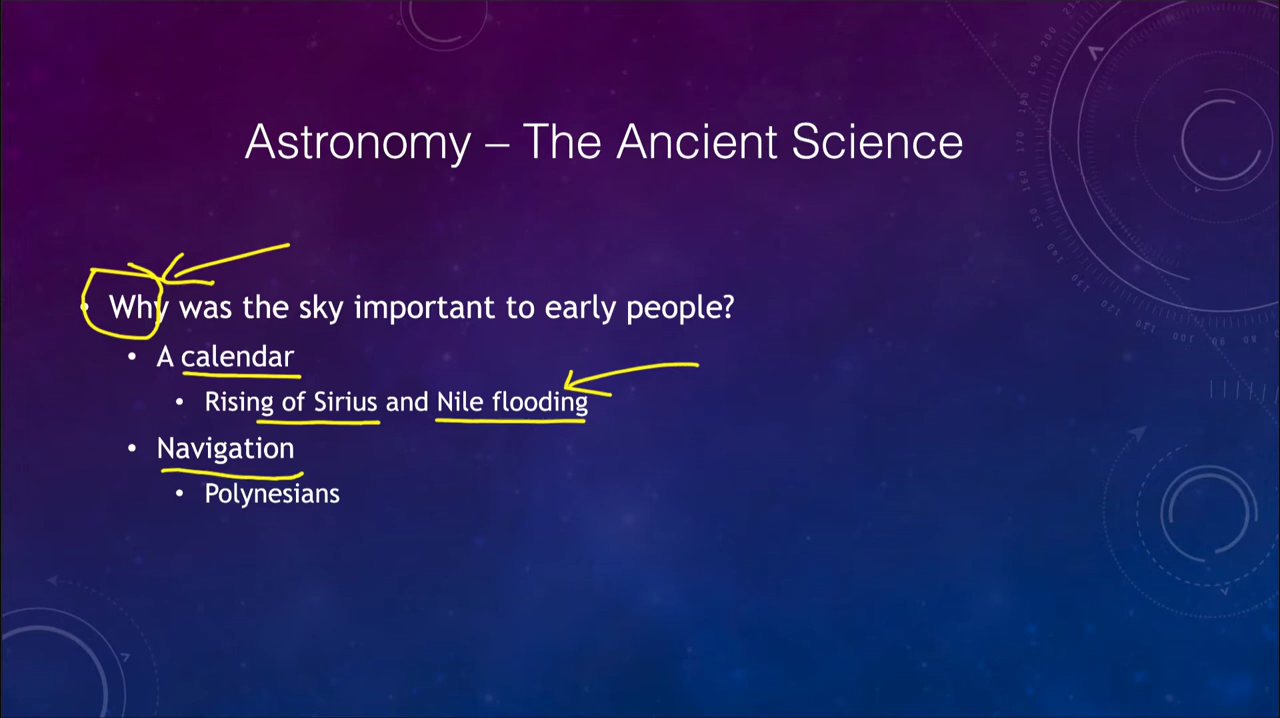 Astronomy – The Ancient Science
• Why was the sky important to early people?
• A calendar
• Rising of Sirius and Nile flooding
• Navigation
• Polynesians